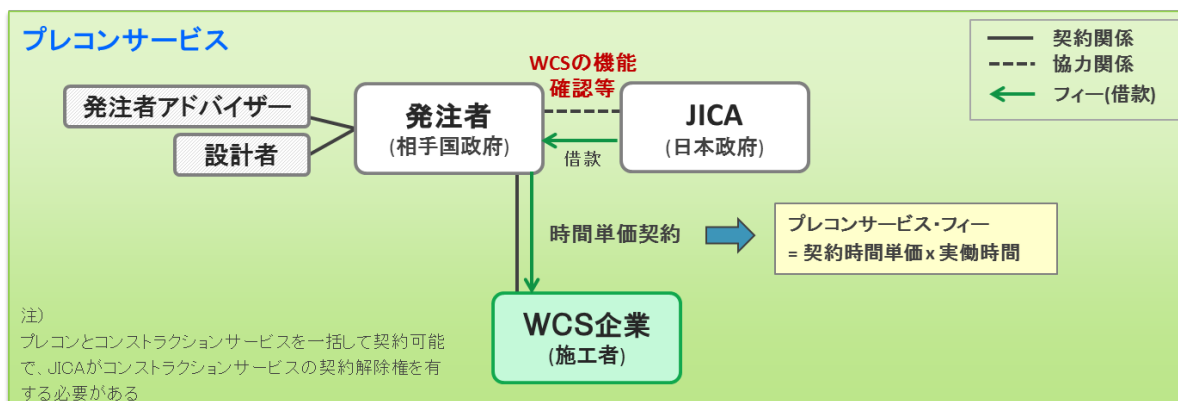 プレコンサービス
契約関係
協力関係
フィー(借款)
WCSの機能
確認等
発注者アドバイザー
設計者
発注者
(相手国政府)
JICA
(日本政府)
借款
時間単価契約
プレコンサービス・フィー
= 契約時間単価 x 実働時間
WCS企業
(施工者)
注)
プレコンとコンストラクションサービスを一括して契約可能
で、JICAがコンストラクションサービスの契約解除権を有
する必要がある